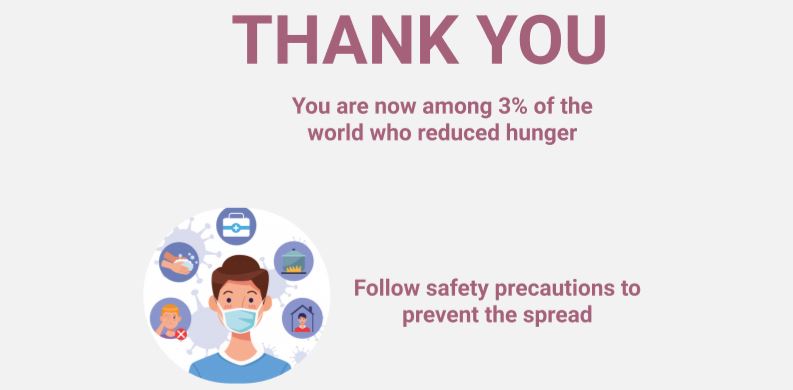 THANK YOU
You are now among 3% of the
world who reduced hunger
Follow safety precautions to
prevent the spread